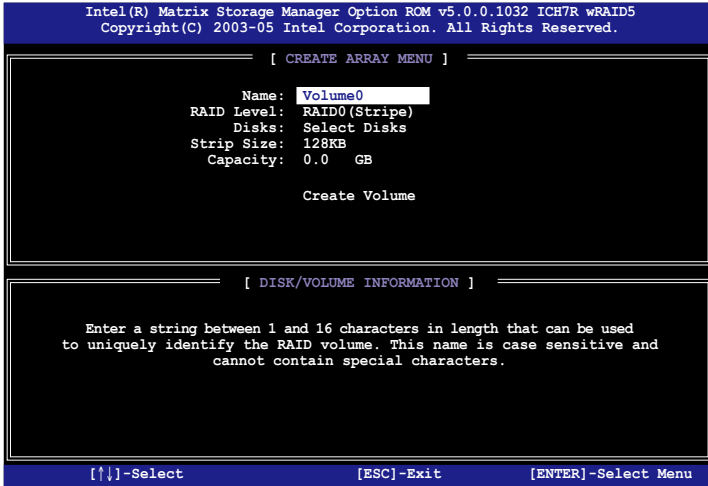 Intel(R) Matrix Storage Manager Option ROM v5.0.0.1032 ICH7R wRAID5
Copyright(C) 2003-05 Intel Corporation. All Rights Reserved.
[ CREATE ARRAY MENU ]
Name: Volume0
RAID Level: RAID0(Stripe)
Disks: Select Disks
Strip Size: 128KB
Capacity: 0.0 GB
Create Volume
[ DISK/VOLUME INFORMATION ]
Enter a string between 1 and 16 characters in length that can be used
to uniquely identify the RAID volume. This name is case sensitive and
cannot contain special characters.
[↑↓]-Select [ESC]-Exit [ENTER]-Select Menu